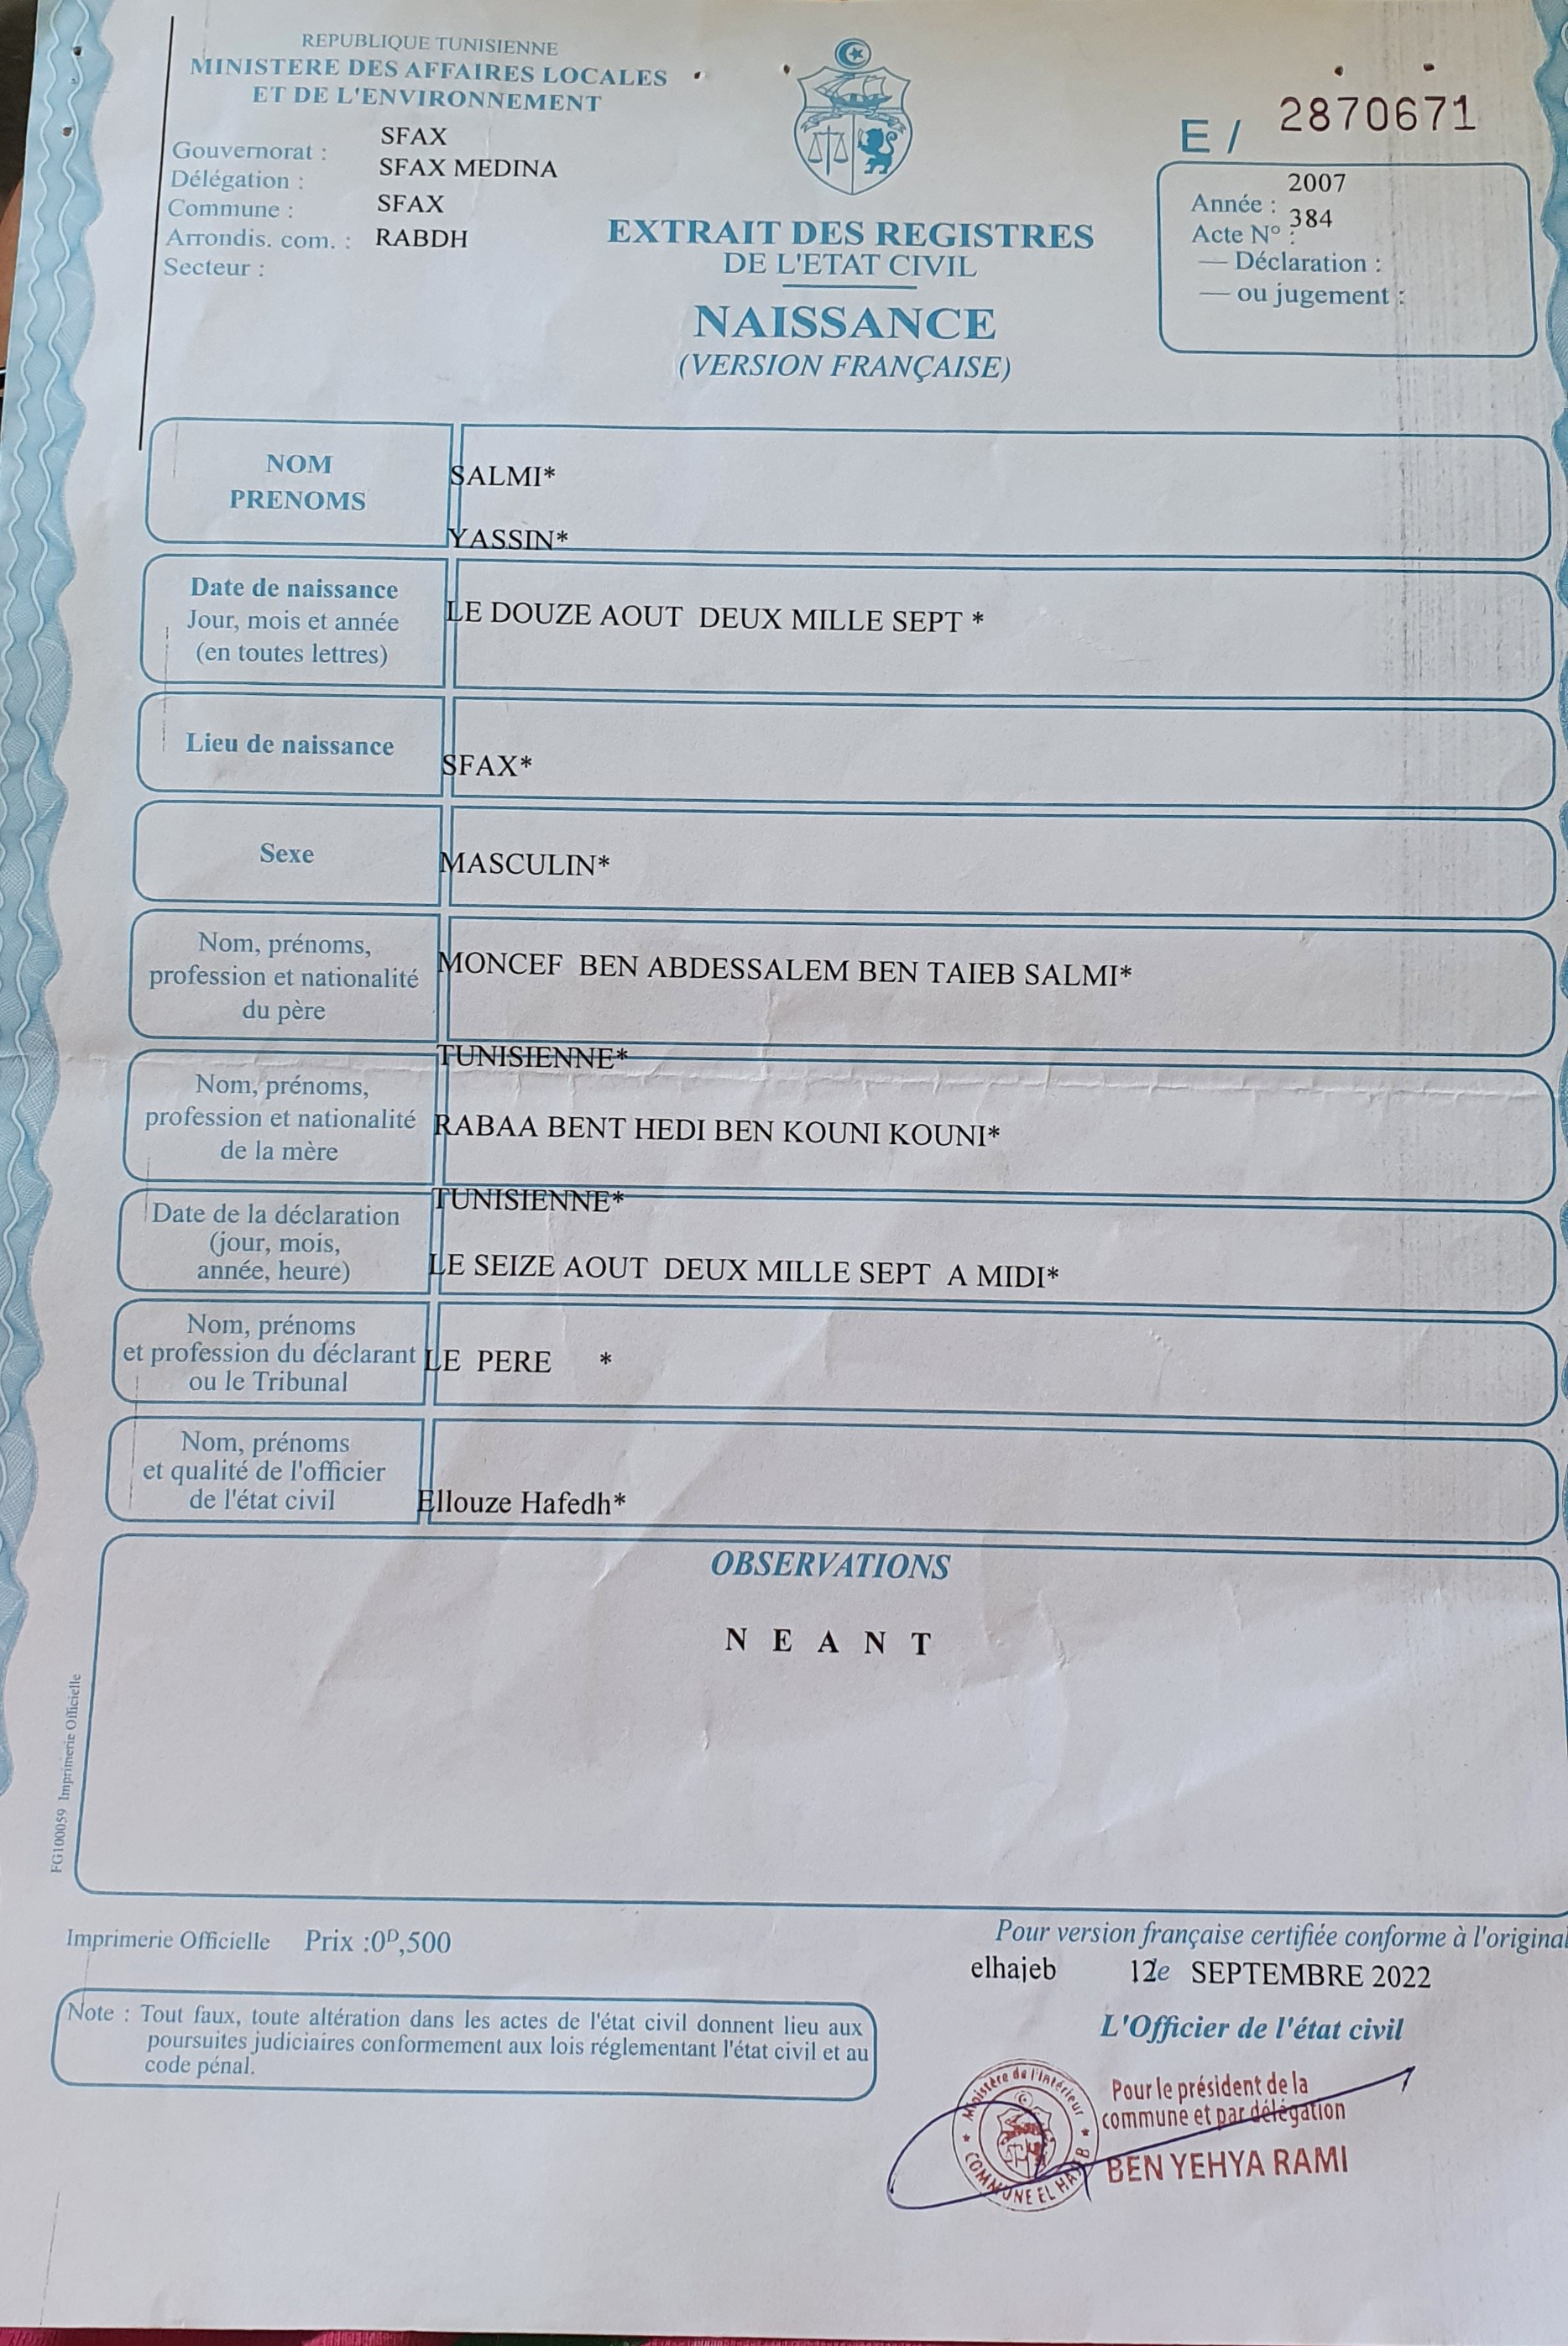 REPUBLIQUE TUNISIENNE
MINISTERE DES AFFAIRES LOCALES
ET DE L'ENVIRONNEMENT
Gouvernorat : SFAX
Délégation : SFAX MEDINA
Commune : SFAX
Arrondis. com. : RABDH
Secteur :
E / 2870671
Année : 2007
Acte N° : 384
— Déclaration :
— ou jugement :
EXTRAIT DES REGISTRES
DE L'ETAT CIVIL
NAISSANCE
(VERSION FRANÇAISE)
NOM
PRENOMS
SALMI*
YASSIN*
Date de naissance
Jour, mois et année
(en toutes lettres)
LE DOUZE AOUT DEUX MILLE SEPT *
Lieu de naissance
SFAX*
Sexe
MASCULIN*
Nom, prénoms,
profession et nationalité
du père
MONCEF BEN ABDESSALEM BEN TAIEB SALMI*
TUNISIENNE*
Nom, prénoms,
profession et nationalité
de la mère
RABAA BENT HEDI BEN KOUNI KOUNI*
TUNISIENNE*
Date de la déclaration
(jour, mois,
année, heure)
LE SEIZE AOUT DEUX MILLE SEPT A MIDI*
Nom, prénoms
et profession du déclarant
ou le Tribunal
LE PERE *
Nom, prénoms
et qualité de l'officier
de l'état civil
Ellouze Hafedh*
OBSERVATIONS
N E A N T
FG100059 Imprimerie Officielle
Imprimerie Officielle Prix :0ᴰ,500
Pour version française certifiée conforme à l'original
elhajeb 12 SEPTEMBRE 2022
L'Officier de l'état civil
Note : Tout faux, toute altération dans les actes de l'état civil donnent lieu aux
poursuites judiciaires conformement aux lois réglementant l'état civil et au
code pénal.
Ministère de l'Intérieur
COMMUNE EL HAJEB
Pour le président de la
commune et par délégation
BEN YEHYA RAMI